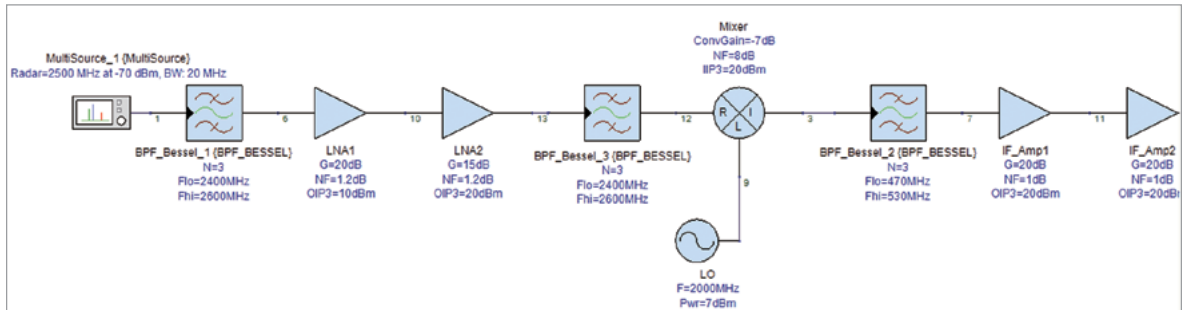 Mixer
ConvGain=-7dB
NF=8dB
IIP3=20dBm
MultiSource_1 {MultiSource}
Radar=2500 MHz at -70 dBm, BW: 20 MHz
R
I
L
1
6
10
13
12
3
7
11
BPF_Bessel_1 {BPF_BESSEL}
N=3
Flo=2400MHz
Fhi=2600MHz
LNA1
G=20dB
NF=1.2dB
OIP3=10dBm
LNA2
G=15dB
NF=1.2dB
OIP3=20dBm
BPF_Bessel_3 {BPF_BESSEL}
N=3
Flo=2400MHz
Fhi=2600MHz
9
BPF_Bessel_2 {BPF_BESSEL}
N=3
Flo=470MHz
Fhi=530MHz
IF_Amp1
G=20dB
NF=1dB
OIP3=20dBm
IF_Amp2
G=20dB
NF=1dB
OIP3=20dBm
LO
F=2000MHz
Pwr=7dBm